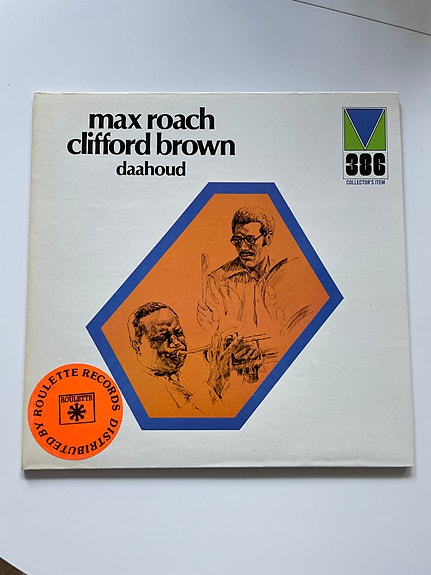 max roach
clifford brown
daahoud
386
COLLECTOR'S ITEM
DISTRIBUTED BY ROULETTE RECORDS
ROULETTE